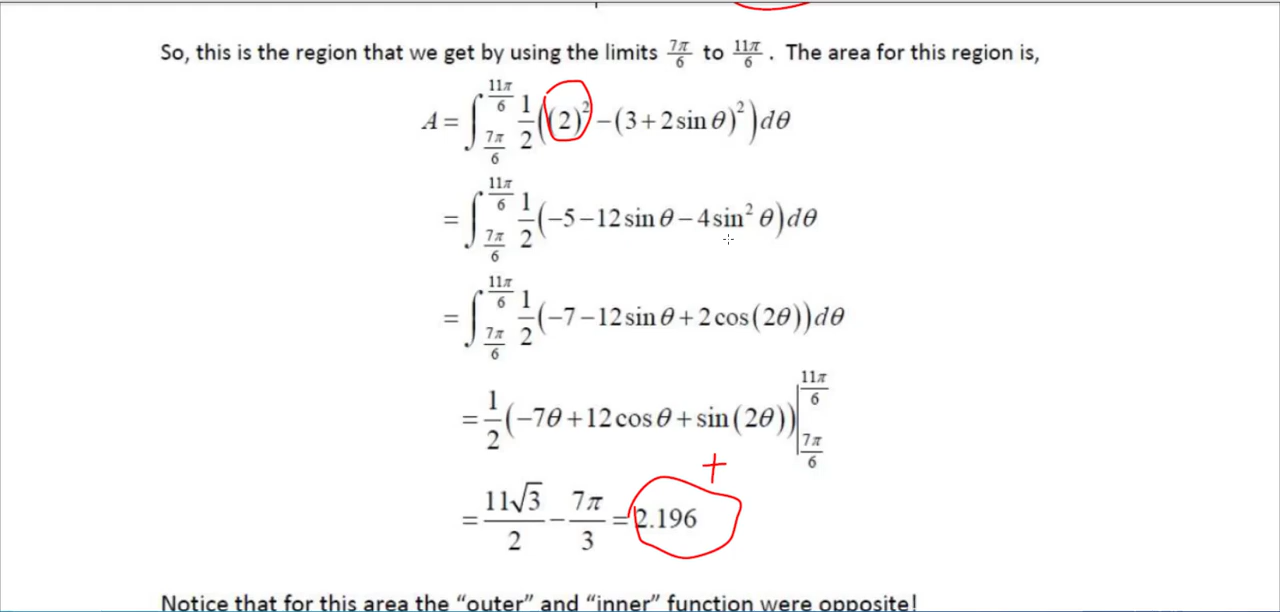 So, this is the region that we get by using the limits 7π/6 to 11π/6 . The area for this region is,
A = ∫_{7π/6}^{11π/6} 1/2 ((2)² − (3 + 2 sin θ)²) dθ
= ∫_{7π/6}^{11π/6} 1/2 (−5 − 12 sin θ − 4 sin² θ) dθ
= ∫_{7π/6}^{11π/6} 1/2 (−7 − 12 sin θ + 2 cos (2θ)) dθ
= 1/2 (−7θ + 12 cos θ + sin (2θ)) |_{7π/6}^{11π/6}
+
= 11√3/2 − 7π/3 = 2.196
Notice that for this area the “outer” and “inner” function were opposite!